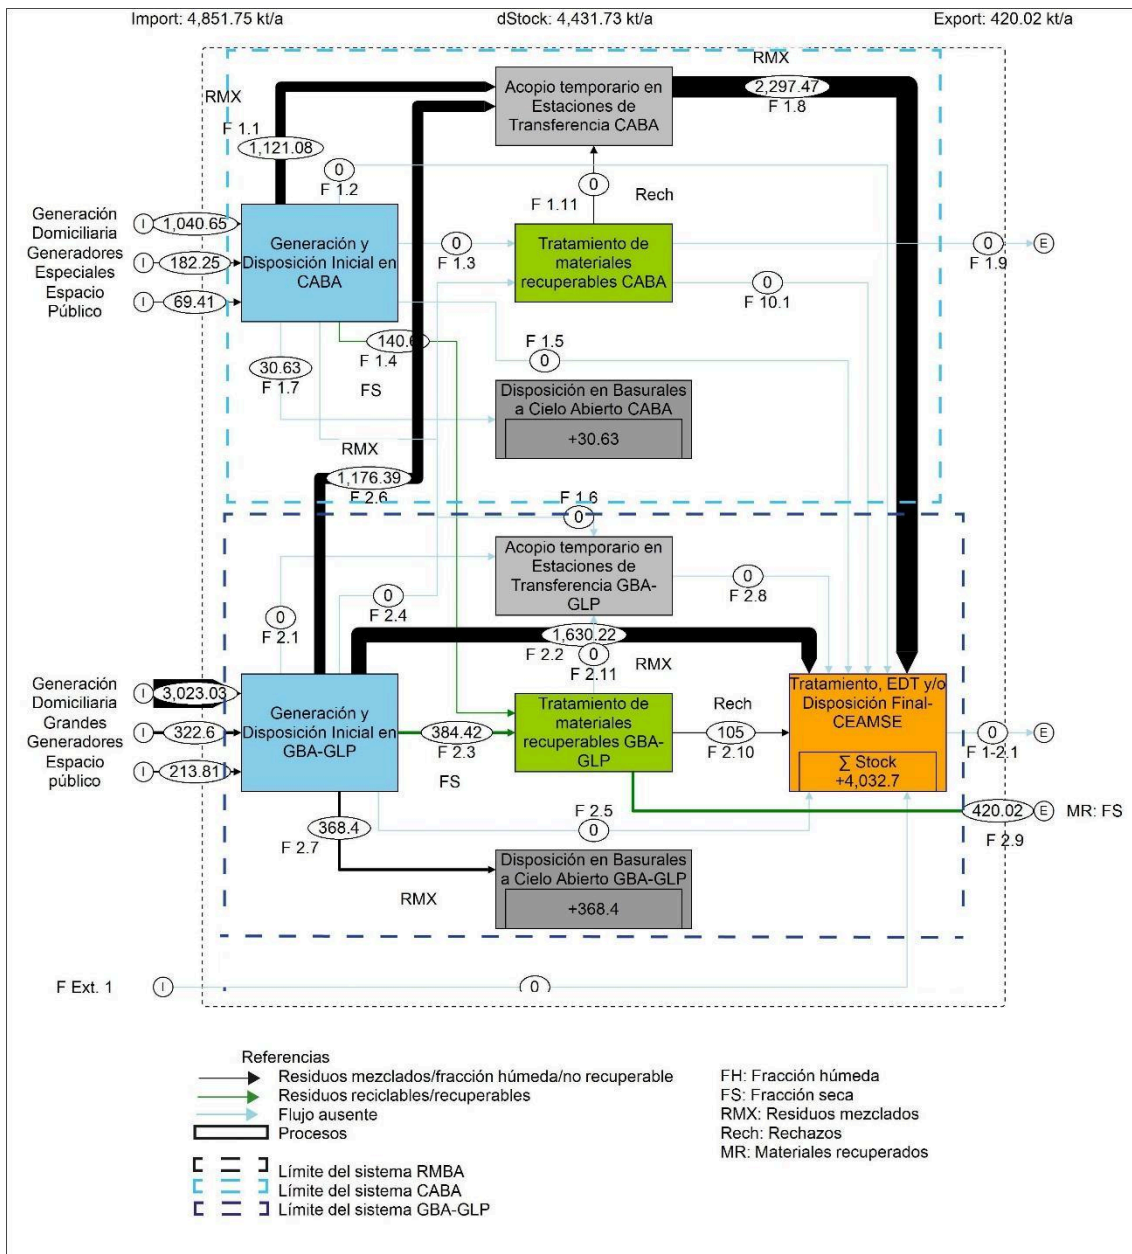 Import: 4,851.75 kt/a
dStock: 4,431.73 kt/a
Export: 420.02 kt/a
RMX
2,297.47
F 1.8
Acopio temporario en
Estaciones de
Transferencia CABA
RMX
F 1.1
1,121.08
0
F 1.2
0
F 1.11
Rech
Generación
Domiciliaria
I
1,040.65
Generadores
Especiales
I
182.25
Espacio
Público
I
69.41
Generación y
Disposición Inicial en
CABA
0
F 1.3
Tratamiento de
materiales
recuperables CABA
0
F 1.9
E
0
F 10.1
140.6
F 1.4
FS
30.63
F 1.7
F 1.5
0
Disposición en Basurales
a Cielo Abierto CABA
+30.63
RMX
1,176.39
F 2.6
F 1.6
0
Acopio temporario en
Estaciones de
Transferencia GBA-
GLP
0
F 2.8
0
F 2.1
0
F 2.4
1,630.22
F 2.2
0
F 2.11
RMX
Generación
Domiciliaria
I
3,023.03
Grandes
Generadores
I
322.6
Espacio
público
I
213.81
Generación y
Disposición Inicial en
GBA-GLP
384.42
F 2.3
FS
Tratamiento de
materiales
recuperables GBA-
GLP
Rech
105
F 2.10
Tratamiento, EDT y/o
Disposición Final-
CEAMSE
Σ Stock
+4,032.7
0
F 1-2.1
E
420.02
E
MR: FS
F 2.9
F 2.5
0
368.4
F 2.7
RMX
Disposición en Basurales
a Cielo Abierto GBA-GLP
+368.4
F Ext. 1
I
0
Referencias
Residuos mezclados/fracción húmeda/no recuperable
Residuos reciclables/recuperables
Flujo ausente
Procesos
Límite del sistema RMBA
Límite del sistema CABA
Límite del sistema GBA-GLP
FH: Fracción húmeda
FS: Fracción seca
RMX: Residuos mezclados
Rech: Rechazos
MR: Materiales recuperados